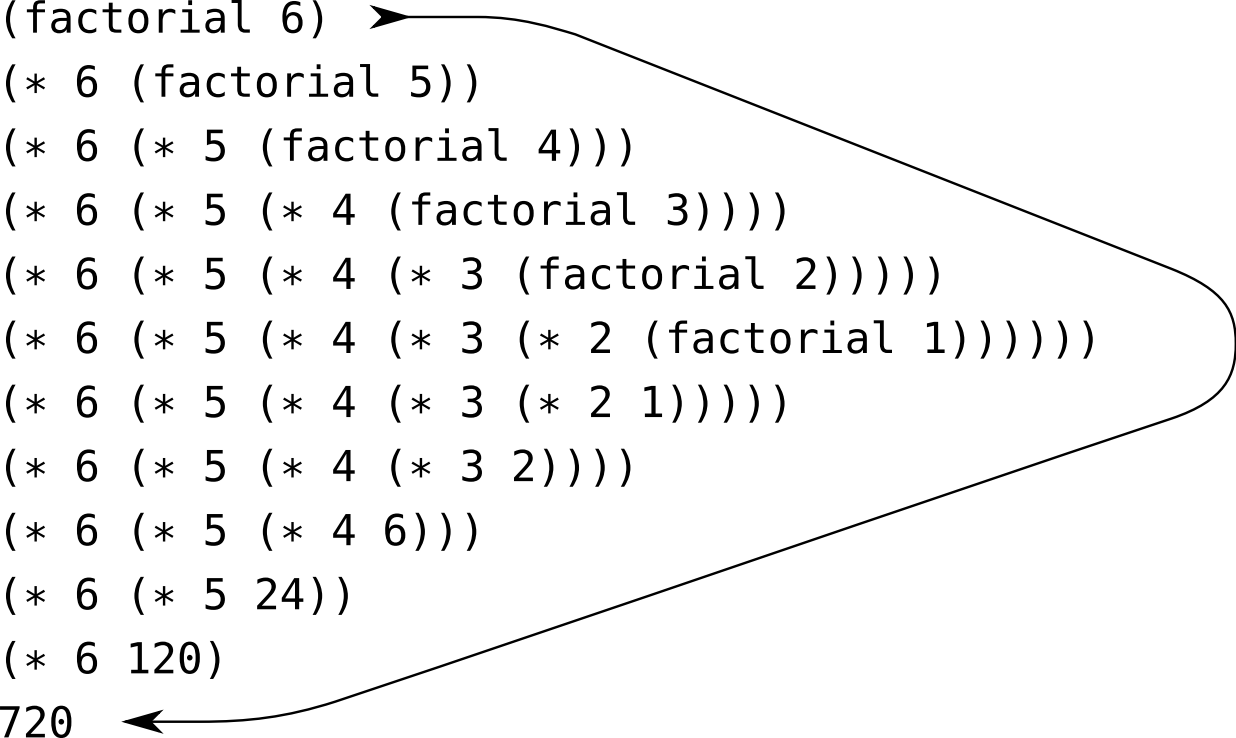 (factorial 6)
(* 6 (factorial 5))
(* 6 (* 5 (factorial 4)))
(* 6 (* 5 (* 4 (factorial 3))))
(* 6 (* 5 (* 4 (* 3 (factorial 2)))))
(* 6 (* 5 (* 4 (* 3 (* 2 (factorial 1))))))
(* 6 (* 5 (* 4 (* 3 (* 2 1)))))
(* 6 (* 5 (* 4 (* 3 2))))
(* 6 (* 5 (* 4 6)))
(* 6 (* 5 24))
(* 6 120)
720